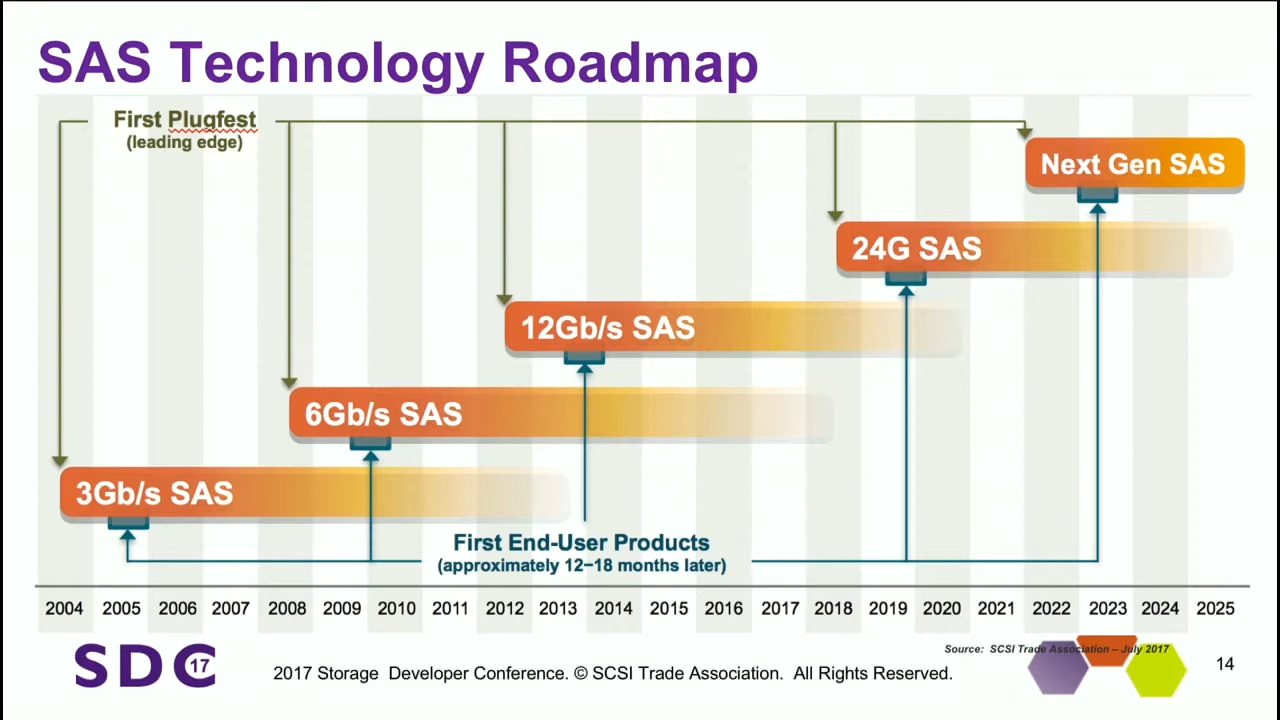 SAS Technology Roadmap
First Plugfest
(leading edge)
Next Gen SAS
24G SAS
12Gb/s SAS
6Gb/s SAS
3Gb/s SAS
First End-User Products
(approximately 12–18 months later)
2004 2005 2006 2007 2008 2009 2010 2011 2012 2013 2014 2015 2016 2017 2018 2019 2020 2021 2022 2023 2024 2025
Source: SCSI Trade Association – July 2017
SDC 17
2017 Storage Developer Conference. © SCSI Trade Association. All Rights Reserved.
14